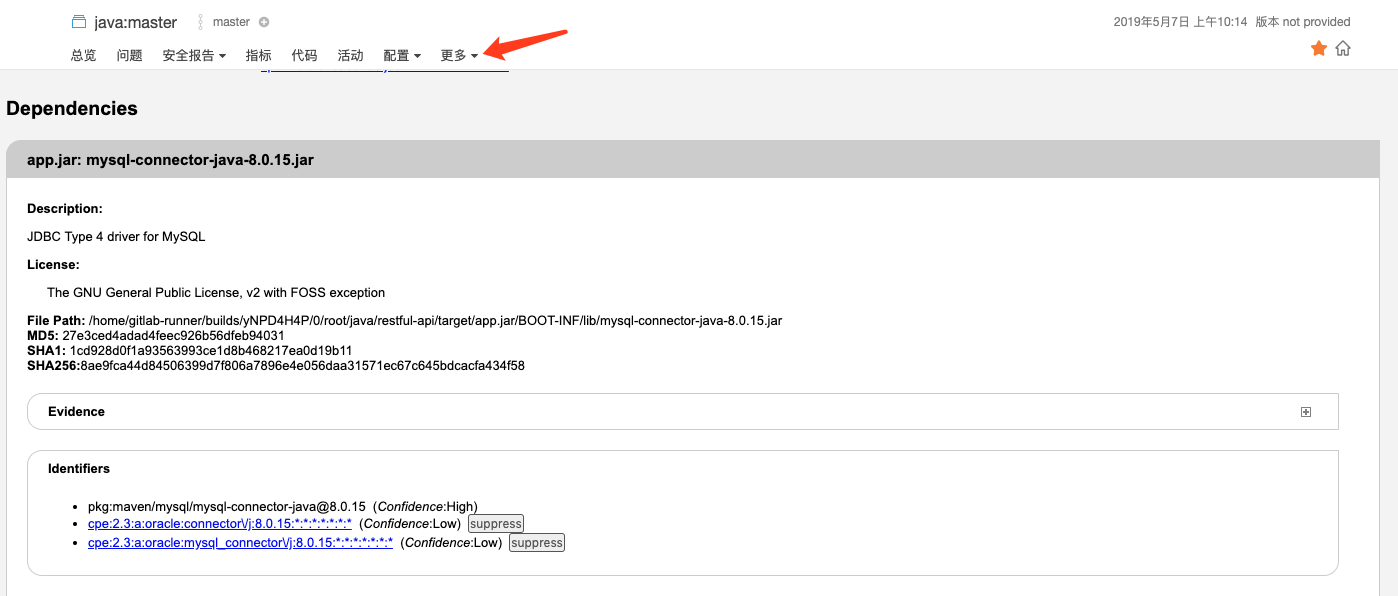 java:master master 2019年5月7日 上午10:14 版本 not provided
总览 问题 安全报告 指标 代码 活动 配置 更多
Dependencies
app.jar: mysql-connector-java-8.0.15.jar
Description:
JDBC Type 4 driver for MySQL
License:
The GNU General Public License, v2 with FOSS exception
File Path: /home/gitlab-runner/builds/yNPD4H4P/0/root/java/restful-api/target/app.jar/BOOT-INF/lib/mysql-connector-java-8.0.15.jar
MD5: 27e3ced4adad4feec926b56dfeb94031
SHA1: 1cd928d0f1a93563993ce1d8b468217ea0d19b11
SHA256:8ae9fca44d84506399d7f806a7896e4e056daa31571ec67c645bdcacfa434f58
Evidence
Identifiers
pkg:maven/mysql/mysql-connector-java@8.0.15 (Confidence:High)
cpe:2.3:a:oracle:connector\/j:8.0.15:*:*:*:*:*:*:* (Confidence:Low) suppress
cpe:2.3:a:oracle:mysql_connector\/j:8.0.15:*:*:*:*:*:*:* (Confidence:Low) suppress